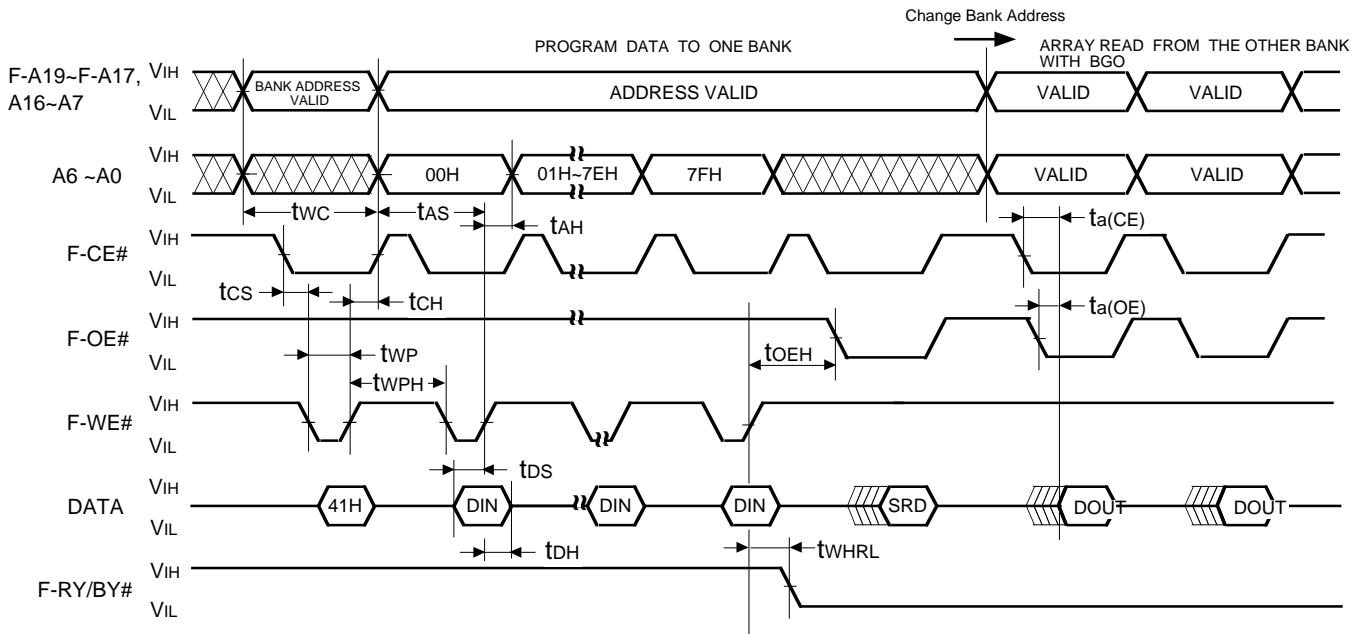 Change Bank Address
PROGRAM DATA TO ONE BANK
ARRAY READ FROM THE OTHER BANK
WITH BGO
F-A19~F-A17,
A16~A7
VIH
VIL
BANK ADDRESS
VALID
ADDRESS VALID
VALID
VALID
A6 ~A0
VIH
VIL
00H
01H~7EH
7FH
VALID
VALID
tWC
tAS
tAH
ta(CE)
F-CE#
VIH
VIL
tCS
tCH
ta(OE)
F-OE#
VIH
VIL
tWP
tOEH
tWPH
F-WE#
VIH
VIL
tDS
DATA
VIH
VIL
41H
DIN
DIN
DIN
SRD
DOUT
DOUT
tDH
tWHRL
F-RY/BY#
VIH
VIL